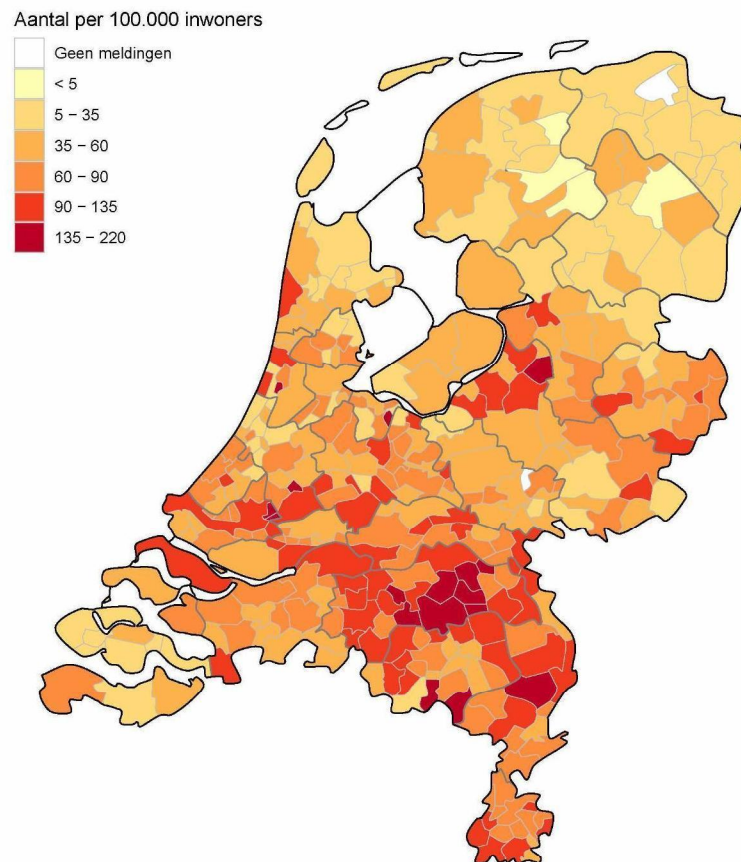 Aantal per 100.000 inwoners
Geen meldingen
< 5
5 – 35
35 – 60
60 – 90
90 – 135
135 – 220